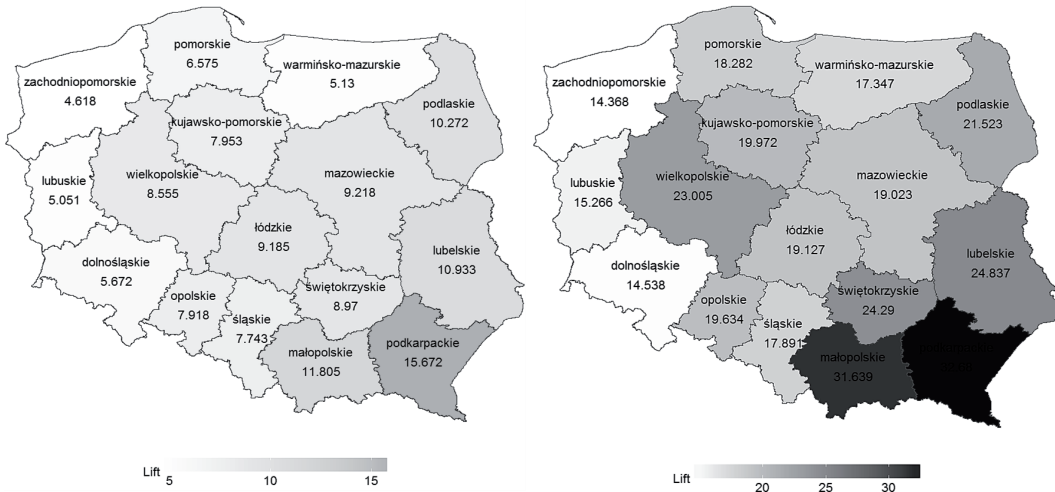 pomorskie
6.575
warmińsko-mazurskie
5.13
zachodniopomorskie
4.618
podlaskie
10.272
kujawsko-pomorskie
7.953
wielkopolskie
8.555
mazowieckie
9.218
lubuskie
5.051
łódzkie
9.185
lubelskie
10.933
dolnośląskie
5.672
opolskie
7.918
świętokrzyskie
8.97
śląskie
7.743
małopolskie
11.805
podkarpackie
15.672
Lift
5 10 15
pomorskie
18.282
warmińsko-mazurskie
17.347
zachodniopomorskie
14.368
podlaskie
21.523
kujawsko-pomorskie
19.972
wielkopolskie
23.005
mazowieckie
19.023
lubuskie
15.266
łódzkie
19.127
lubelskie
24.837
dolnośląskie
14.538
opolskie
19.634
świętokrzyskie
24.29
śląskie
17.891
małopolskie
31.639
podkarpackie
Lift
20 25 30